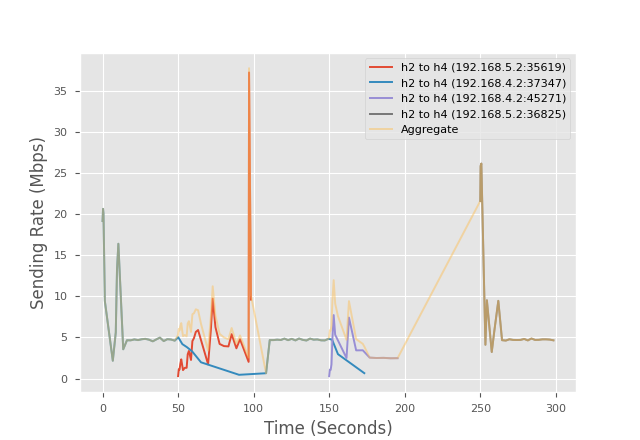 h2 to h4 (192.168.5.2:35619)
h2 to h4 (192.168.4.2:37347)
h2 to h4 (192.168.4.2:45271)
h2 to h4 (192.168.5.2:36825)
Aggregate
Sending Rate (Mbps)
35
30
25
20
15
10
5
0
0 50 100 150 200 250 300
Time (Seconds)